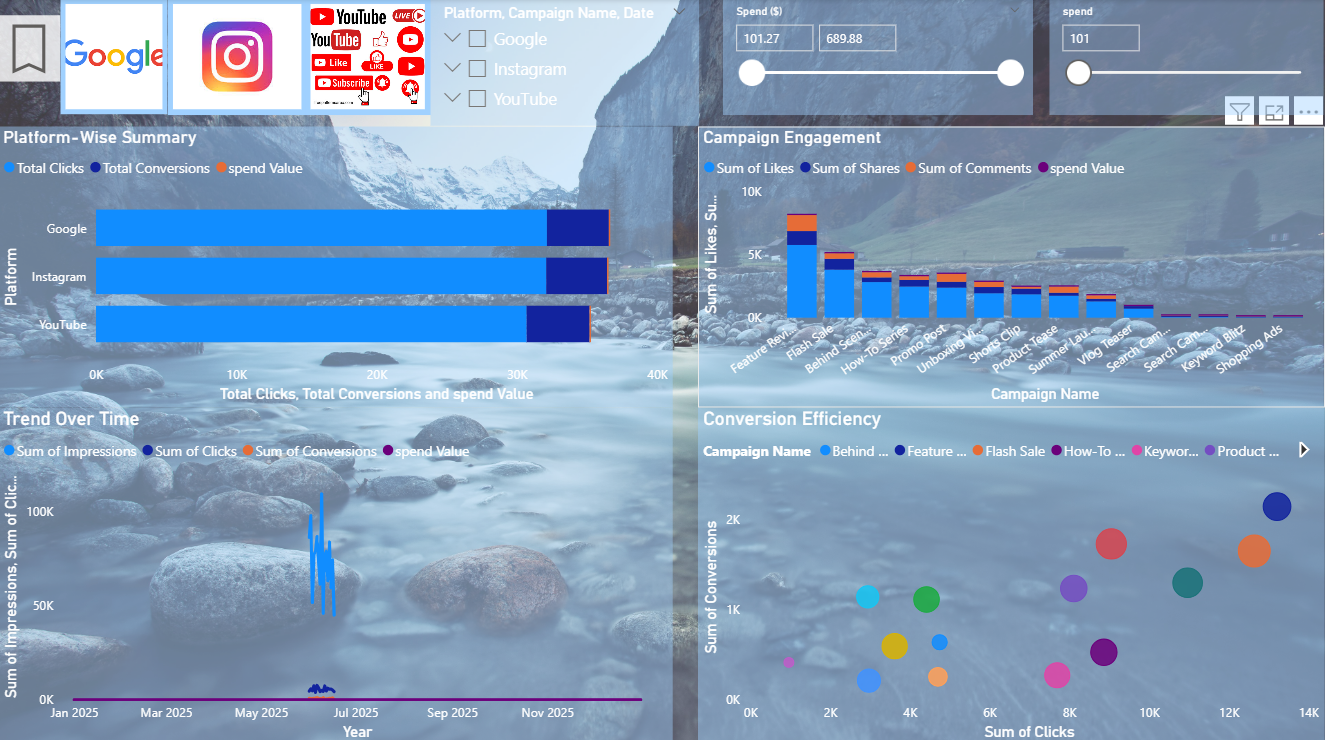 Google
YouTube LIVE
YouTube
Like
LIKE
Subscribe
Platform, Campaign Name, Date
Google
Instagram
YouTube
Spend ($)
101.27 689.88
spend
101
Platform-Wise Summary
Total Clicks Total Conversions spend Value
Platform
Google
Instagram
YouTube
0K 10K 20K 30K 40K
Total Clicks, Total Conversions and spend Value
Campaign Engagement
Sum of Likes Sum of Shares Sum of Comments spend Value
Sum of Likes, Su...
10K
5K
0K
Feature Revi... Flash Sale Behind Scen... How-To Series Promo Post Unboxing Vi... Shorts Clip Product Tease Summer Lau... Vlog Teaser Search Cam... Search Cam... Keyword Blitz Shopping Ads
Campaign Name
Trend Over Time
Sum of Impressions Sum of Clicks Sum of Conversions spend Value
Sum of Impressions, Sum of Clic...
100K
50K
0K
Jan 2025 Mar 2025 May 2025 Jul 2025 Sep 2025 Nov 2025
Year
Conversion Efficiency
Campaign Name Behind ... Feature ... Flash Sale How-To ... Keywor... Product ...
Sum of Conversions
2K
1K
0K
0K 2K 4K 6K 8K 10K 12K 14K
Sum of Clicks